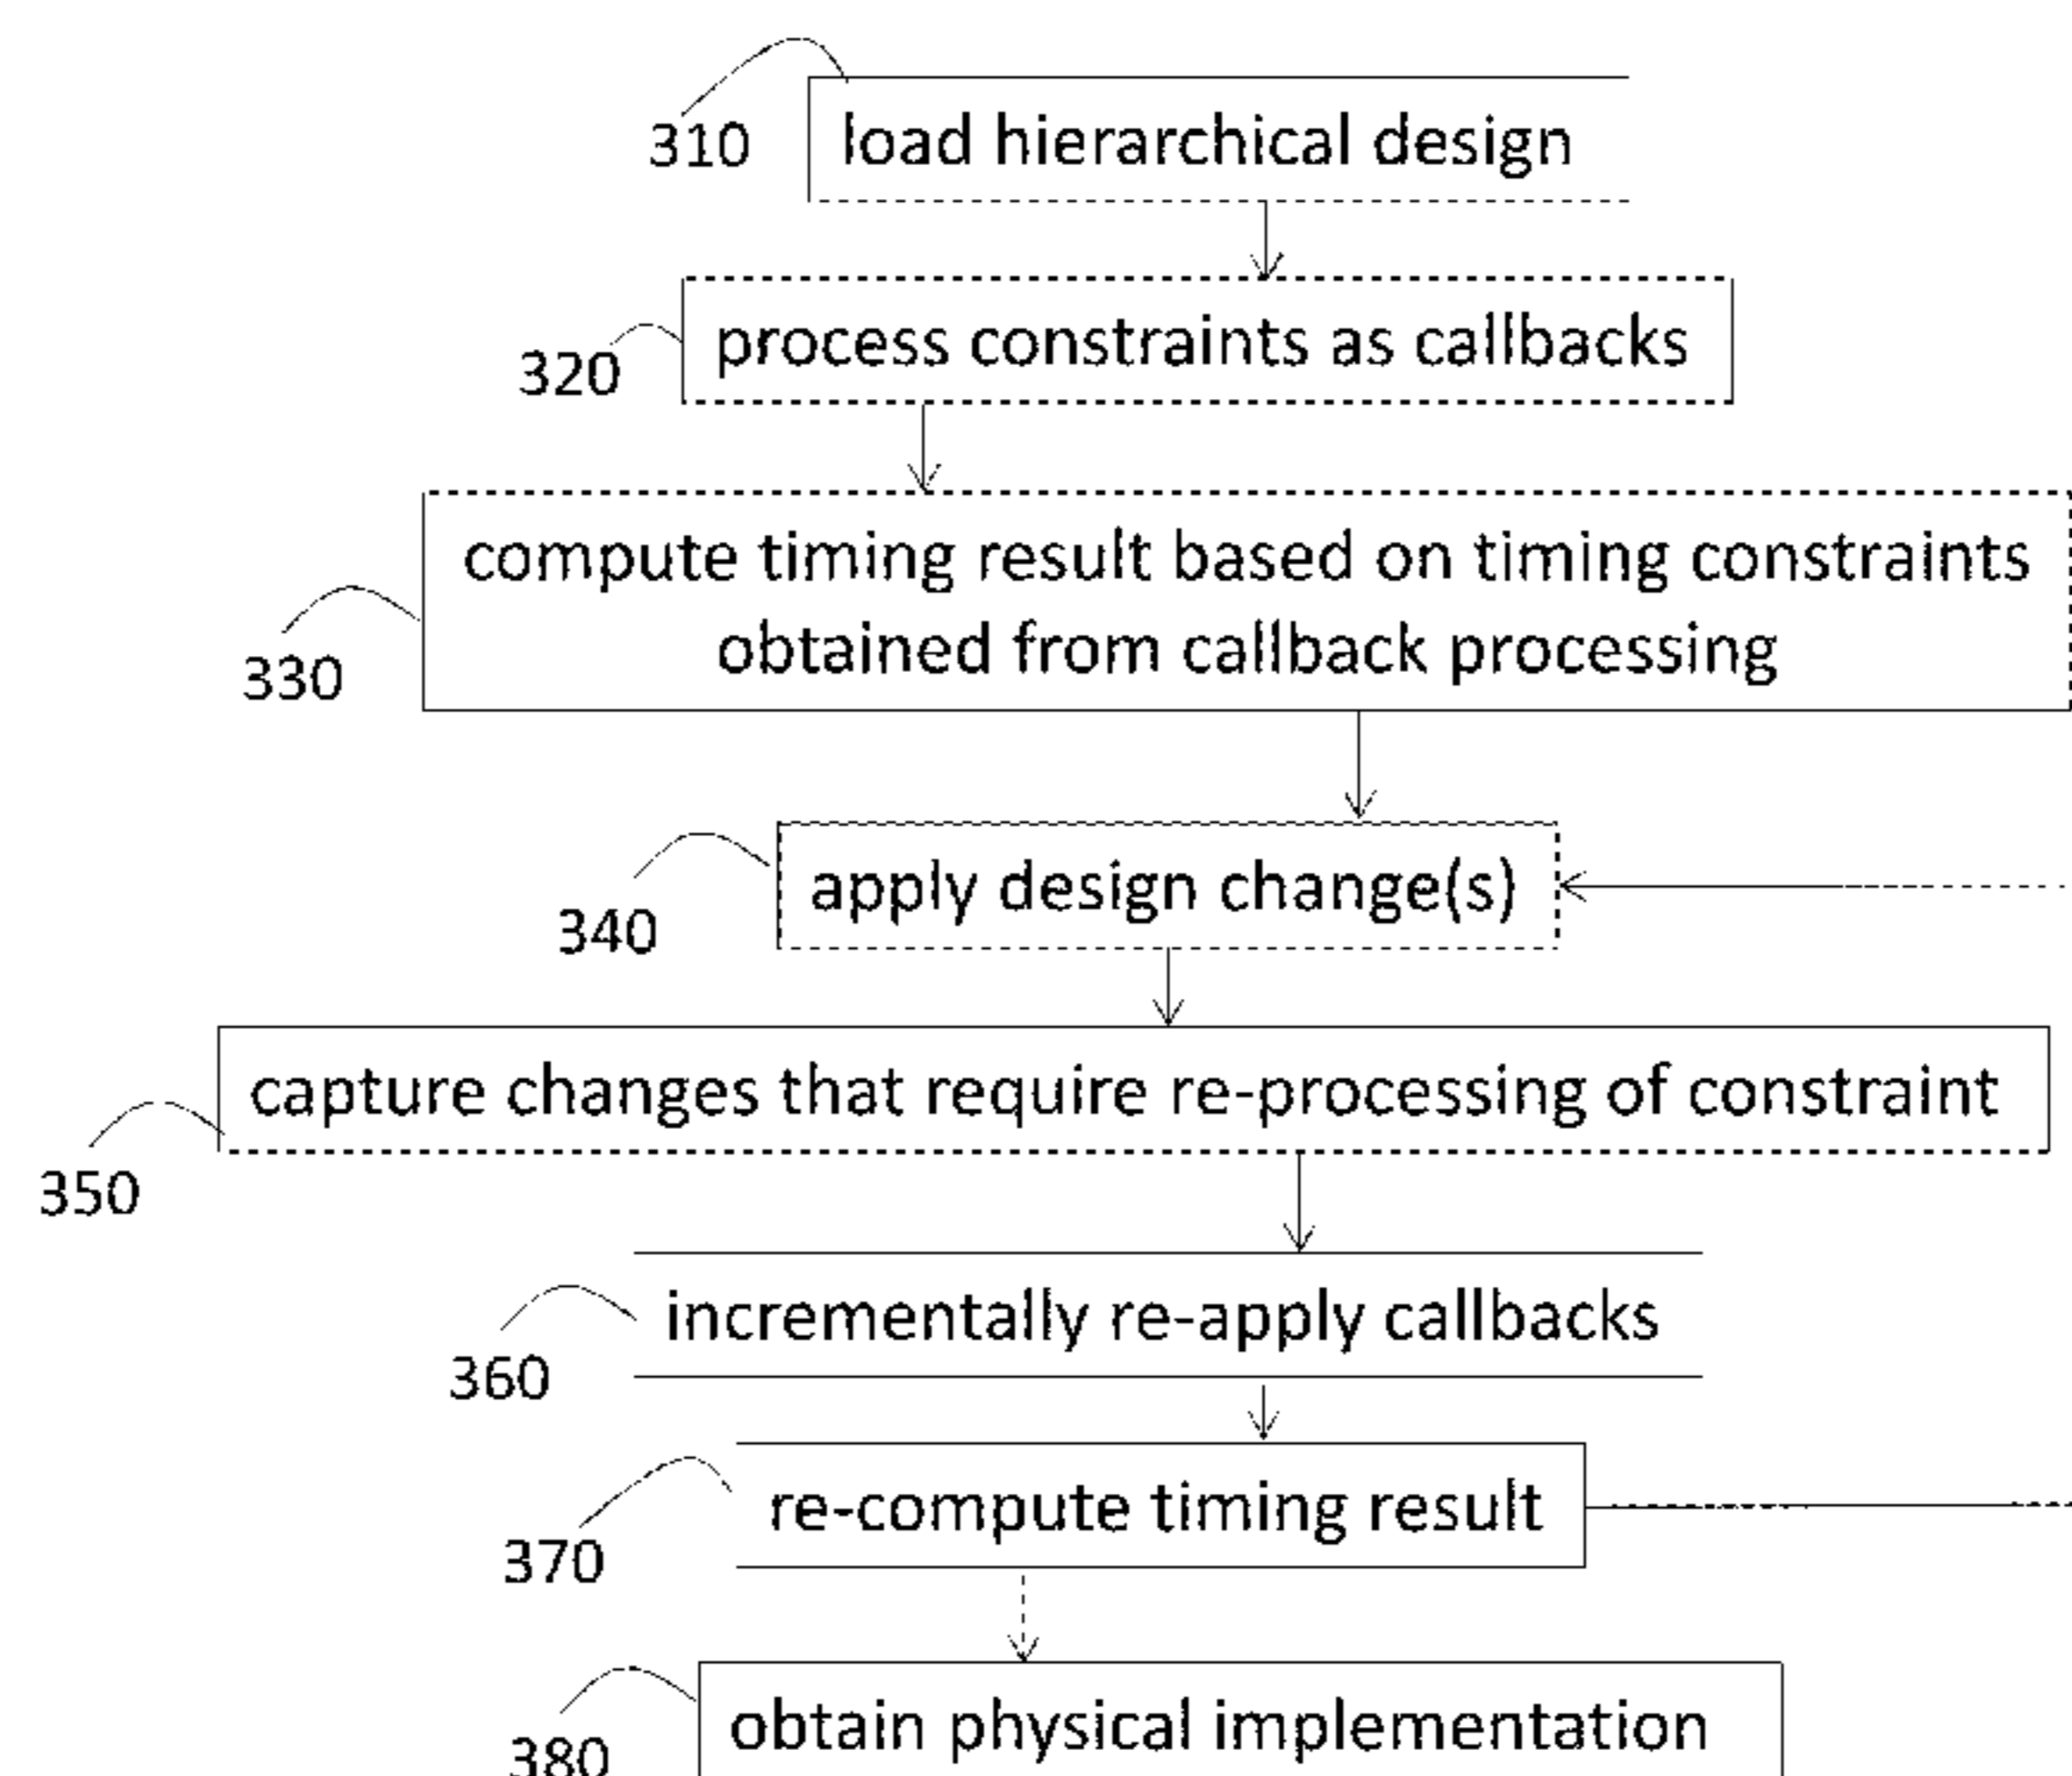 310
load hierarchical design
process constraints as callbacks
320
compute timing result based on timing constraints
obtained from callback processing
330
apply design change(s)
340
capture changes that require re-processing of constraint
350
incrementally re-apply callbacks
360
re-compute timing result
370
obtain physical implementation
380